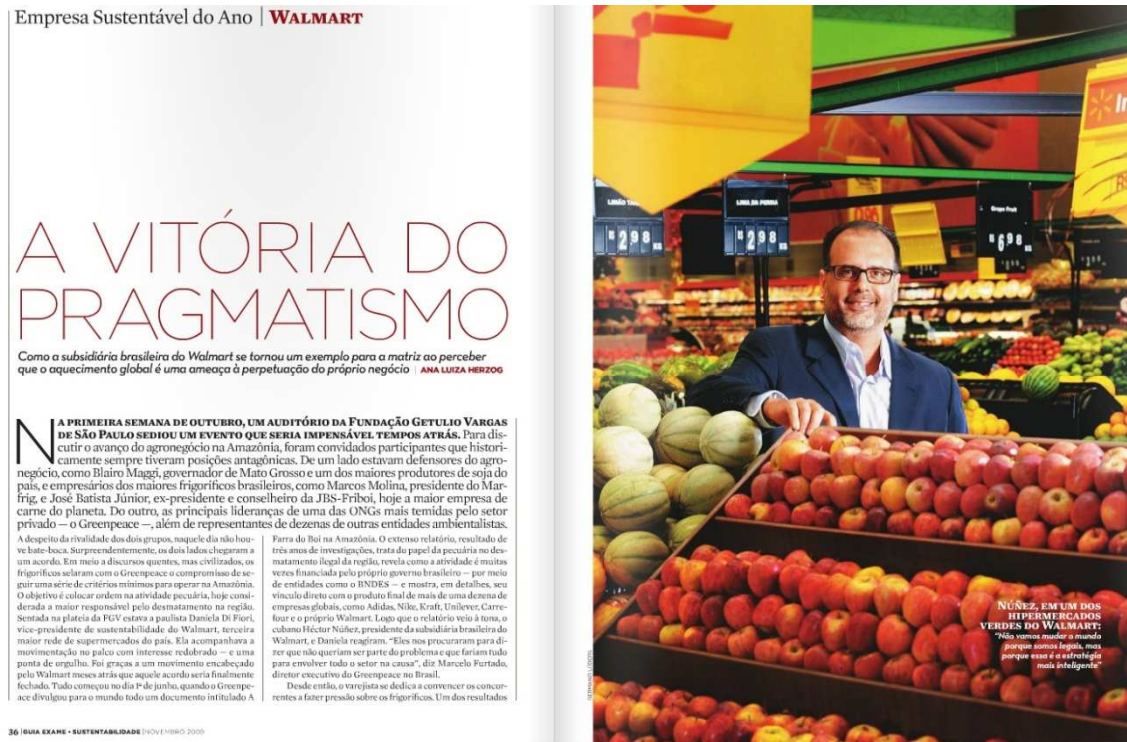 Empresa Sustentável do Ano | WALMART
A VITÓRIA DO
PRAGMATISMO
Como a subsidiária brasileira do Walmart se tornou um exemplo para a matriz ao perceber
que o aquecimento global é uma ameaça à perpetuação do próprio negócio | ANA LUIZA HERZOG
NA PRIMEIRA SEMANA DE OUTUBRO, UM AUDITÓRIO DA FUNDAÇÃO GETULIO VARGAS
DE SÃO PAULO SEDIOU UM EVENTO QUE SERIA IMPENSÁVEL TEMPOS ATRÁS. Para dis-
cutir o avanço do agronegócio na Amazônia, foram convidados participantes que histori-
camente sempre tiveram posições antagônicas. De um lado estavam defensores do agro-
negócio, como Blairo Maggi, governador de Mato Grosso e um dos maiores produtores de soja do
país, e empresários dos maiores frigoríficos brasileiros, como Marcos Molina, presidente do Mar-
frig, e José Batista Júnior, ex-presidente e conselheiro da JBS-Friboi, hoje a maior empresa de
carne do planeta. Do outro, as principais lideranças de uma das ONGs mais temidas pelo setor
privado — o Greenpeace —, além de representantes de dezenas de outras entidades ambientalistas.
A despeito da rivalidade dos dois grupos, naquele dia não hou-
ve bate-boca. Surpreendentemente, os dois lados chegaram a
um acordo. Em meio a discursos quentes, mas civilizados, os
frigoríficos selaram com o Greenpeace o compromisso de se-
guir uma série de critérios mínimos para operar na Amazônia.
O objetivo é colocar ordem na atividade pecuária, hoje consi-
derada a maior responsável pelo desmatamento na região.
Sentada na plateia da FGV estava a paulista Daniela Di Fiori,
vice-presidente de sustentabilidade do Walmart, terceira
maior rede de supermercados do país. Ela acompanhava a
movimentação no palco com interesse redobrado — e uma
ponta de orgulho. Foi graças a um movimento encabeçado
pelo Walmart meses atrás que aquele acordo seria finalmente
fechado. Tudo começou no dia 1º de junho, quando o Greenpe-
ace divulgou para o mundo todo um documento intitulado A
Farra do Boi na Amazônia. O extenso relatório, resultado de
três anos de investigações, trata do papel da pecuária no des-
matamento ilegal da região, revela como a atividade é muitas
vezes financiada pelo próprio governo brasileiro — por meio
de entidades como o BNDES — e mostra, em detalhes, seu
vínculo direto com o produto final de mais de uma dezena de
empresas globais, como Adidas, Nike, Kraft, Unilever, Carre-
four e o próprio Walmart. Logo que o relatório veio à tona, o
cubano Héctor Núñez, presidente da subsidiária brasileira do
Walmart, e Daniela reagiram. "Eles nos procuraram para di-
zer que não queriam ser parte do problema e que fariam tudo
para envolver todo o setor na causa", diz Marcelo Furtado,
diretor executivo do Greenpeace no Brasil.
Desde então, o varejista se dedica a convencer os concor-
rentes a fazer pressão sobre os frigoríficos. Um dos resultados
36 | GUIA EXAME • SUSTENTABILIDADE | NOVEMBRO 2009
LIMÃO
R$ 2,98 KG
LIMA DA PERSIA
R$ 2,98 KG
Grape Fruit
R$ 6,98 KG
NÚÑEZ, EM UM DOS
HIPERMERCADOS
VERDES DO WALMART:
"Não vamos mudar o mundo
porque somos legais, mas
porque essa é a estratégia
mais inteligente"
GERMANO LÜDERS